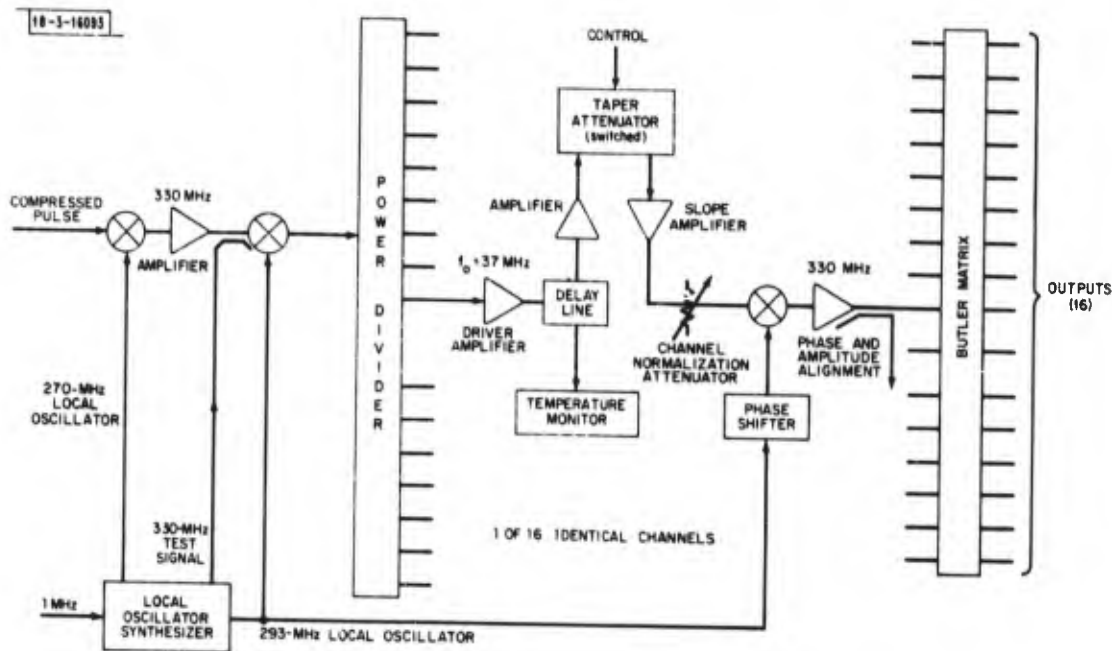 18-3-16093
COMPRESSED
PULSE
330 MHz
AMPLIFIER
270-MHz
LOCAL
OSCILLATOR
330-MHz
TEST
SIGNAL
1 MHz
LOCAL
OSCILLATOR
SYNTHESIZER
293-MHz LOCAL OSCILLATOR
POWER DIVIDER
f₀ = 37 MHz
DRIVER
AMPLIFIER
DELAY
LINE
TEMPERATURE
MONITOR
AMPLIFIER
CONTROL
TAPER
ATTENUATOR
(switched)
SLOPE
AMPLIFIER
CHANNEL
NORMALIZATION
ATTENUATOR
PHASE
SHIFTER
330 MHz
PHASE AND
AMPLITUDE
ALIGNMENT
1 OF 16 IDENTICAL CHANNELS
BUTLER MATRIX
OUTPUTS
(16)